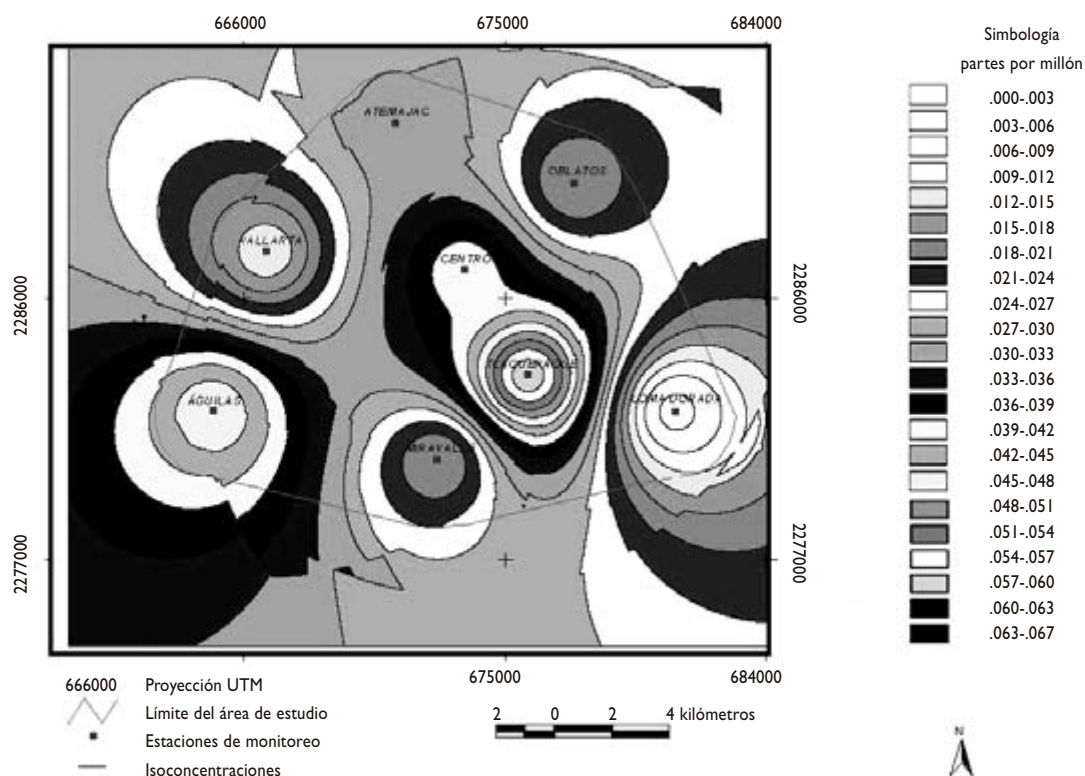 666000 675000 684000
Simbología
partes por millón
.000-.003
.003-.006
.006-.009
.009-.012
.012-.015
.015-.018
.018-.021
.021-.024
.024-.027
.027-.030
.030-.033
.033-.036
.036-.039
.039-.042
.042-.045
.045-.048
.048-.051
.051-.054
.054-.057
.057-.060
.060-.063
.063-.067
ATEMAJAC
OBLATOS
VALLARTA
CENTRO
2286000 2286000
TLAQUEPAQUE
ÁGUILAS
LOMA DORADA
MIRAVALLE
2277000 2277000
675000 684000
666000 Proyección UTM
Límite del área de estudio
Estaciones de monitoreo
Isoconcentraciones
2 0 2 4 kilómetros
N